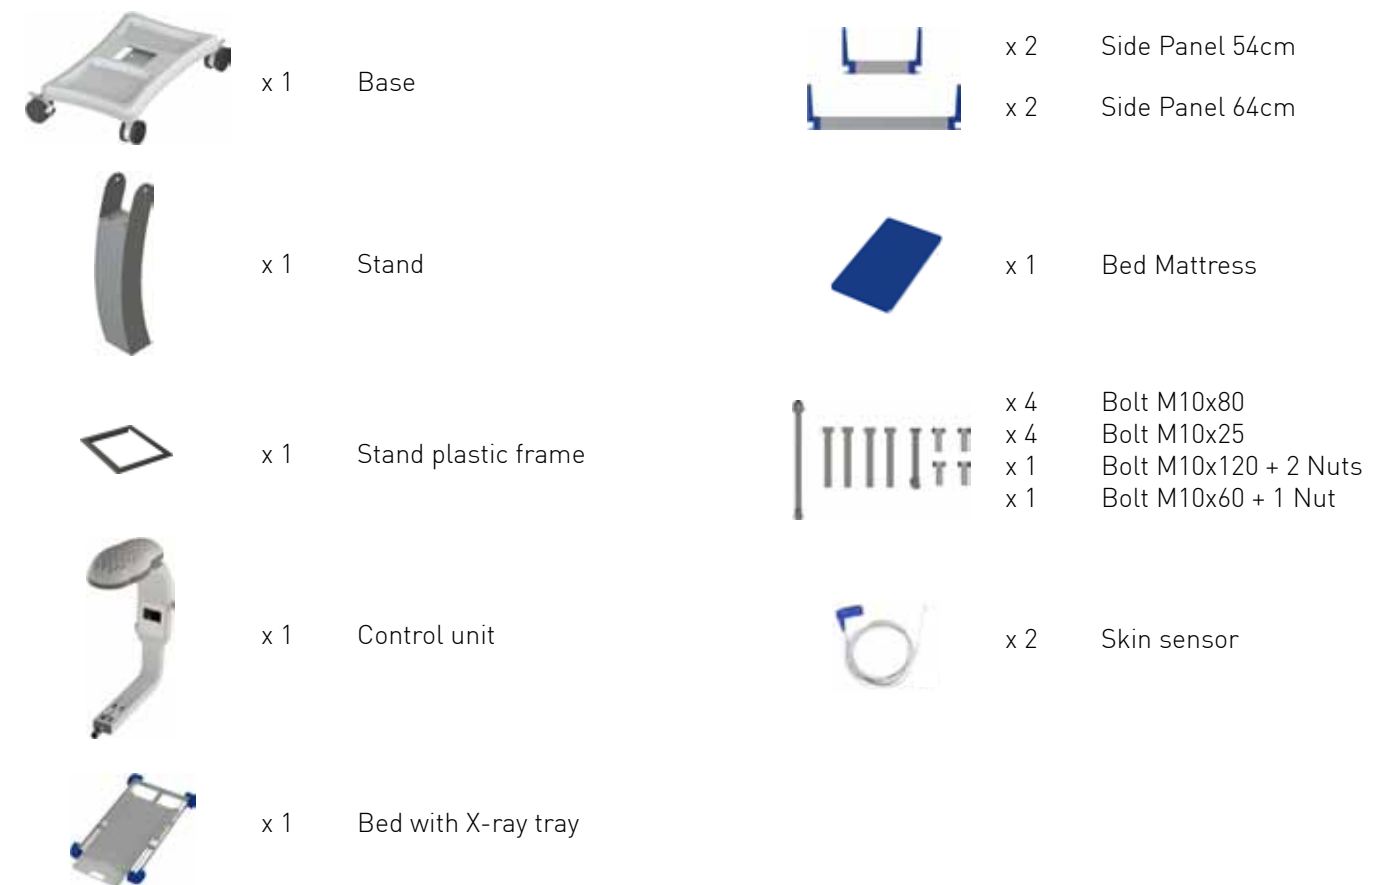 x 1 Base
x 1 Stand
x 1 Stand plastic frame
x 1 Control unit
x 1 Bed with X-ray tray
x 2 Side Panel 54cm
x 2 Side Panel 64cm
x 1 Bed Mattress
x 4 Bolt M10x80
x 4 Bolt M10x25
x 1 Bolt M10x120 + 2 Nuts
x 1 Bolt M10x60 + 1 Nut
x 2 Skin sensor